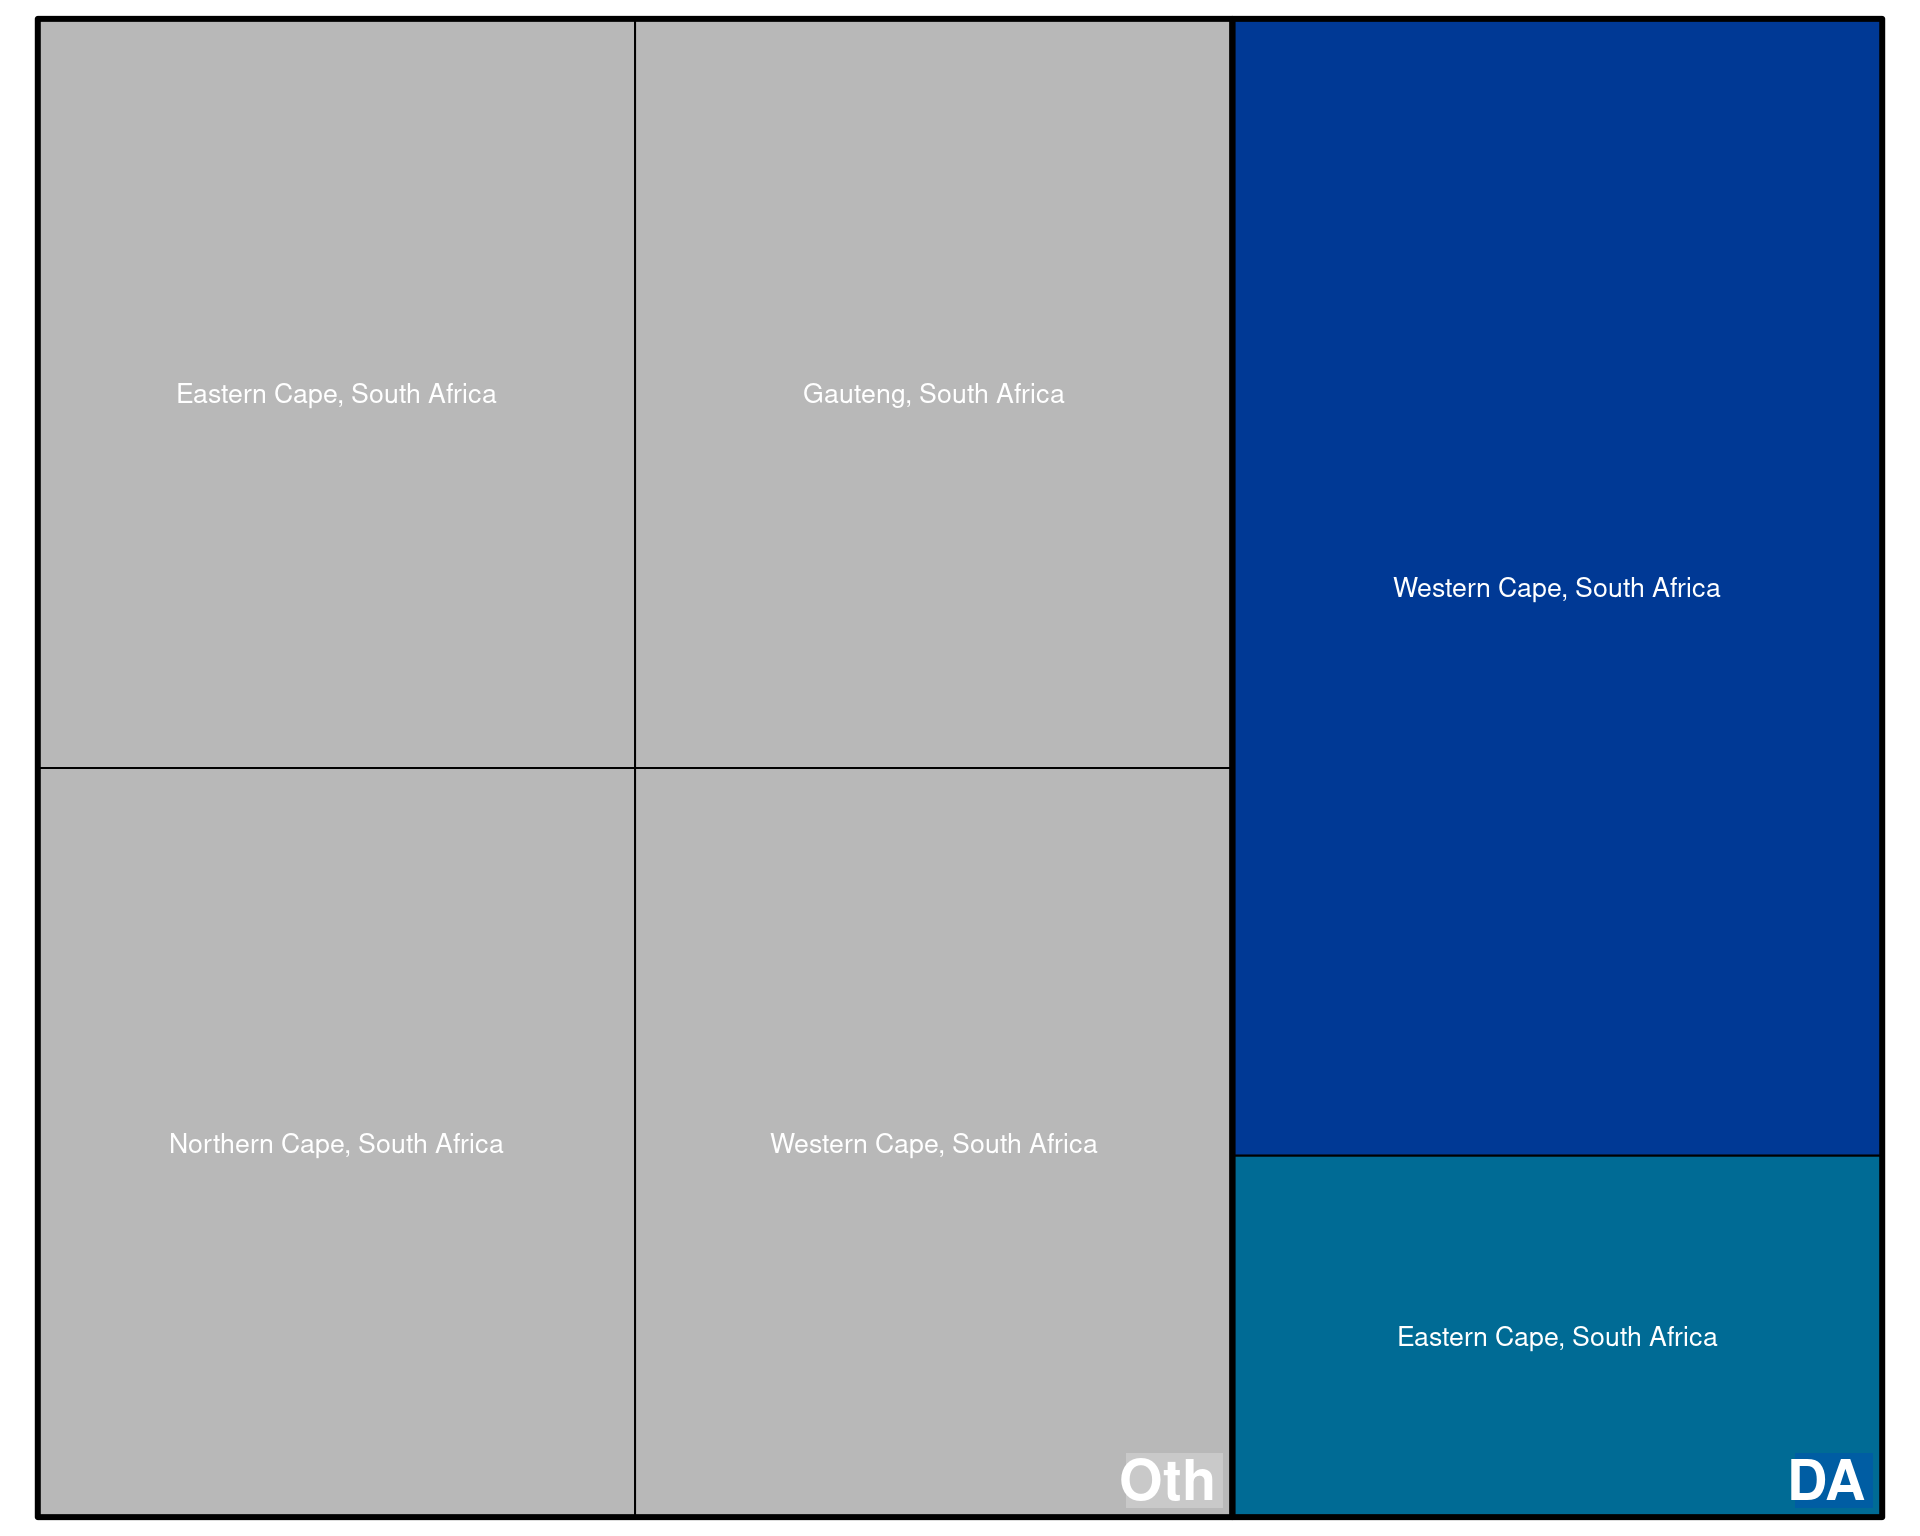 Eastern Cape, South Africa
Gauteng, South Africa
Western Cape, South Africa
Northern Cape, South Africa
Western Cape, South Africa
Eastern Cape, South Africa
Oth
DA